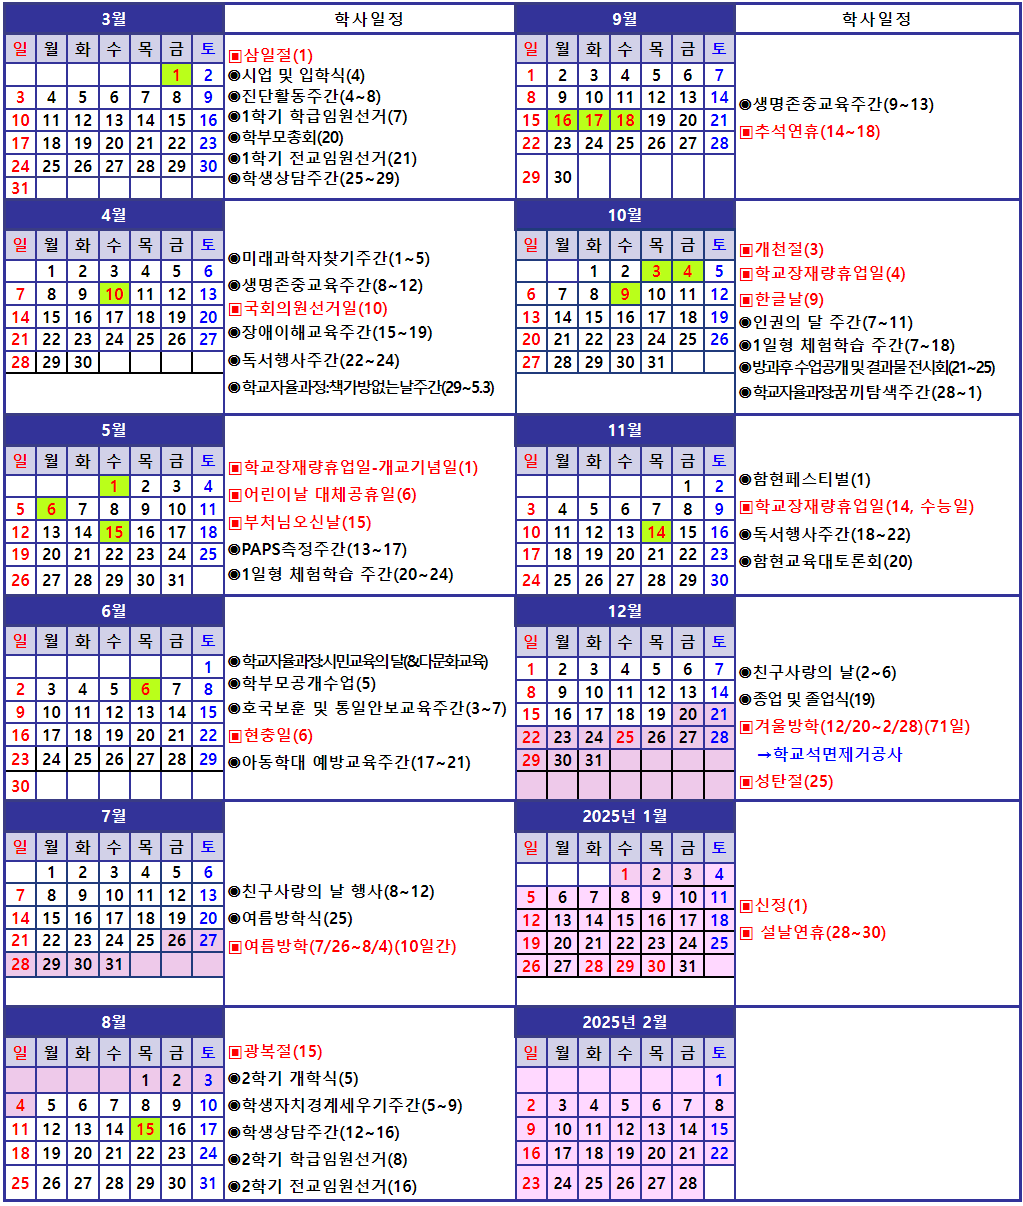 3월 학사일정
일 월 화 수 목 금 토
1 2
3 4 5 6 7 8 9
10 11 12 13 14 15 16
17 18 19 20 21 22 23
24 25 26 27 28 29 30
31
▣삼일절(1)
◉시업 및 입학식(4)
◉진단활동주간(4~8)
◉1학기 학급임원선거(7)
◉학부모총회(20)
◉1학기 전교임원선거(21)
◉학생상담주간(25~29)
4월
일 월 화 수 목 금 토
1 2 3 4 5 6
7 8 9 10 11 12 13
14 15 16 17 18 19 20
21 22 23 24 25 26 27
28 29 30
◉미래과학자찾기주간(1~5)
◉생명존중교육주간(8~12)
▣국회의원선거일(10)
◉장애이해교육주간(15~19)
◉독서행사주간(22~24)
◉학교자율과정:책가방없는날주간(29~5.3)
5월
일 월 화 수 목 금 토
1 2 3 4
5 6 7 8 9 10 11
12 13 14 15 16 17 18
19 20 21 22 23 24 25
26 27 28 29 30 31
▣학교장재량휴업일-개교기념일(1)
▣어린이날 대체공휴일(6)
▣부처님오신날(15)
◉PAPS측정주간(13~17)
◉1일형 체험학습 주간(20~24)
6월
일 월 화 수 목 금 토
1
2 3 4 5 6 7 8
9 10 11 12 13 14 15
16 17 18 19 20 21 22
23 24 25 26 27 28 29
30
◉학교자율과정:시민교육의 달(&다문화교육)
◉학부모공개수업(5)
◉호국보훈 및 통일안보교육주간(3~7)
▣현충일(6)
◉아동학대 예방교육주간(17~21)
7월
일 월 화 수 목 금 토
1 2 3 4 5 6
7 8 9 10 11 12 13
14 15 16 17 18 19 20
21 22 23 24 25 26 27
28 29 30 31
◉친구사랑의 날 행사(8~12)
◉여름방학식(25)
▣여름방학(7/26~8/4)(10일간)
8월
일 월 화 수 목 금 토
1 2 3
4 5 6 7 8 9 10
11 12 13 14 15 16 17
18 19 20 21 22 23 24
25 26 27 28 29 30 31
▣광복절(15)
◉2학기 개학식(5)
◉학생자치경계세우기주간(5~9)
◉학생상담주간(12~16)
◉2학기 학급임원선거(8)
◉2학기 전교임원선거(16)
9월 학사일정
일 월 화 수 목 금 토
1 2 3 4 5 6 7
8 9 10 11 12 13 14
15 16 17 18 19 20 21
22 23 24 25 26 27 28
29 30
◉생명존중교육주간(9~13)
▣추석연휴(14~18)
10월
일 월 화 수 목 금 토
1 2 3 4 5
6 7 8 9 10 11 12
13 14 15 16 17 18 19
20 21 22 23 24 25 26
27 28 29 30 31
▣개천절(3)
▣학교장재량휴업일(4)
▣한글날(9)
◉인권의 달 주간(7~11)
◉1일형 체험학습 주간(7~18)
◉방과후 수업공개 및 결과물 전시회(21~25)
◉학교자율과정:꿈 끼 탐색주간(28~1)
11월
일 월 화 수 목 금 토
1 2
3 4 5 6 7 8 9
10 11 12 13 14 15 16
17 18 19 20 21 22 23
24 25 26 27 28 29 30
◉함현페스티벌(1)
▣학교장재량휴업일(14, 수능일)
◉독서행사주간(18~22)
◉함현교육대토론회(20)
12월
일 월 화 수 목 금 토
1 2 3 4 5 6 7
8 9 10 11 12 13 14
15 16 17 18 19 20 21
22 23 24 25 26 27 28
29 30 31
◉친구사랑의 날(2~6)
◉종업 및 졸업식(19)
▣겨울방학(12/20~2/28)(71일)
→학교석면제거공사
▣성탄절(25)
2025년 1월
일 월 화 수 목 금 토
1 2 3 4
5 6 7 8 9 10 11
12 13 14 15 16 17 18
19 20 21 22 23 24 25
26 27 28 29 30 31
▣신정(1)
▣ 설날연휴(28~30)
2025년 2월
일 월 화 수 목 금 토
1
2 3 4 5 6 7 8
9 10 11 12 13 14 15
16 17 18 19 20 21 22
23 24 25 26 27 28